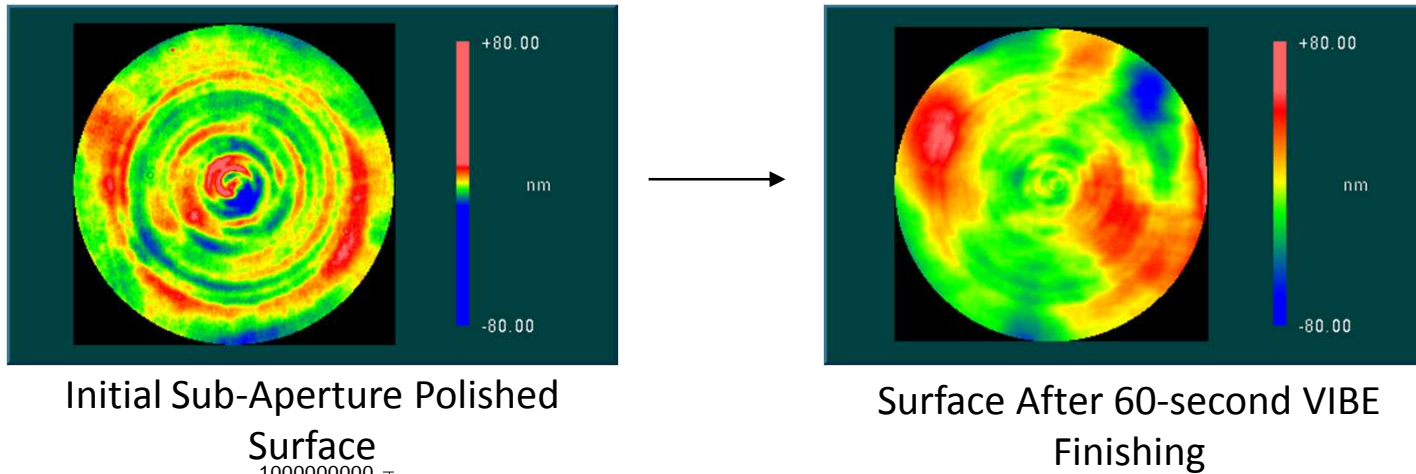 +80.00
nm
-80.00
+80.00
nm
-80.00
Initial Sub-Aperture Polished
Surface
Surface After 60-second VIBE
Finishing
1000000000